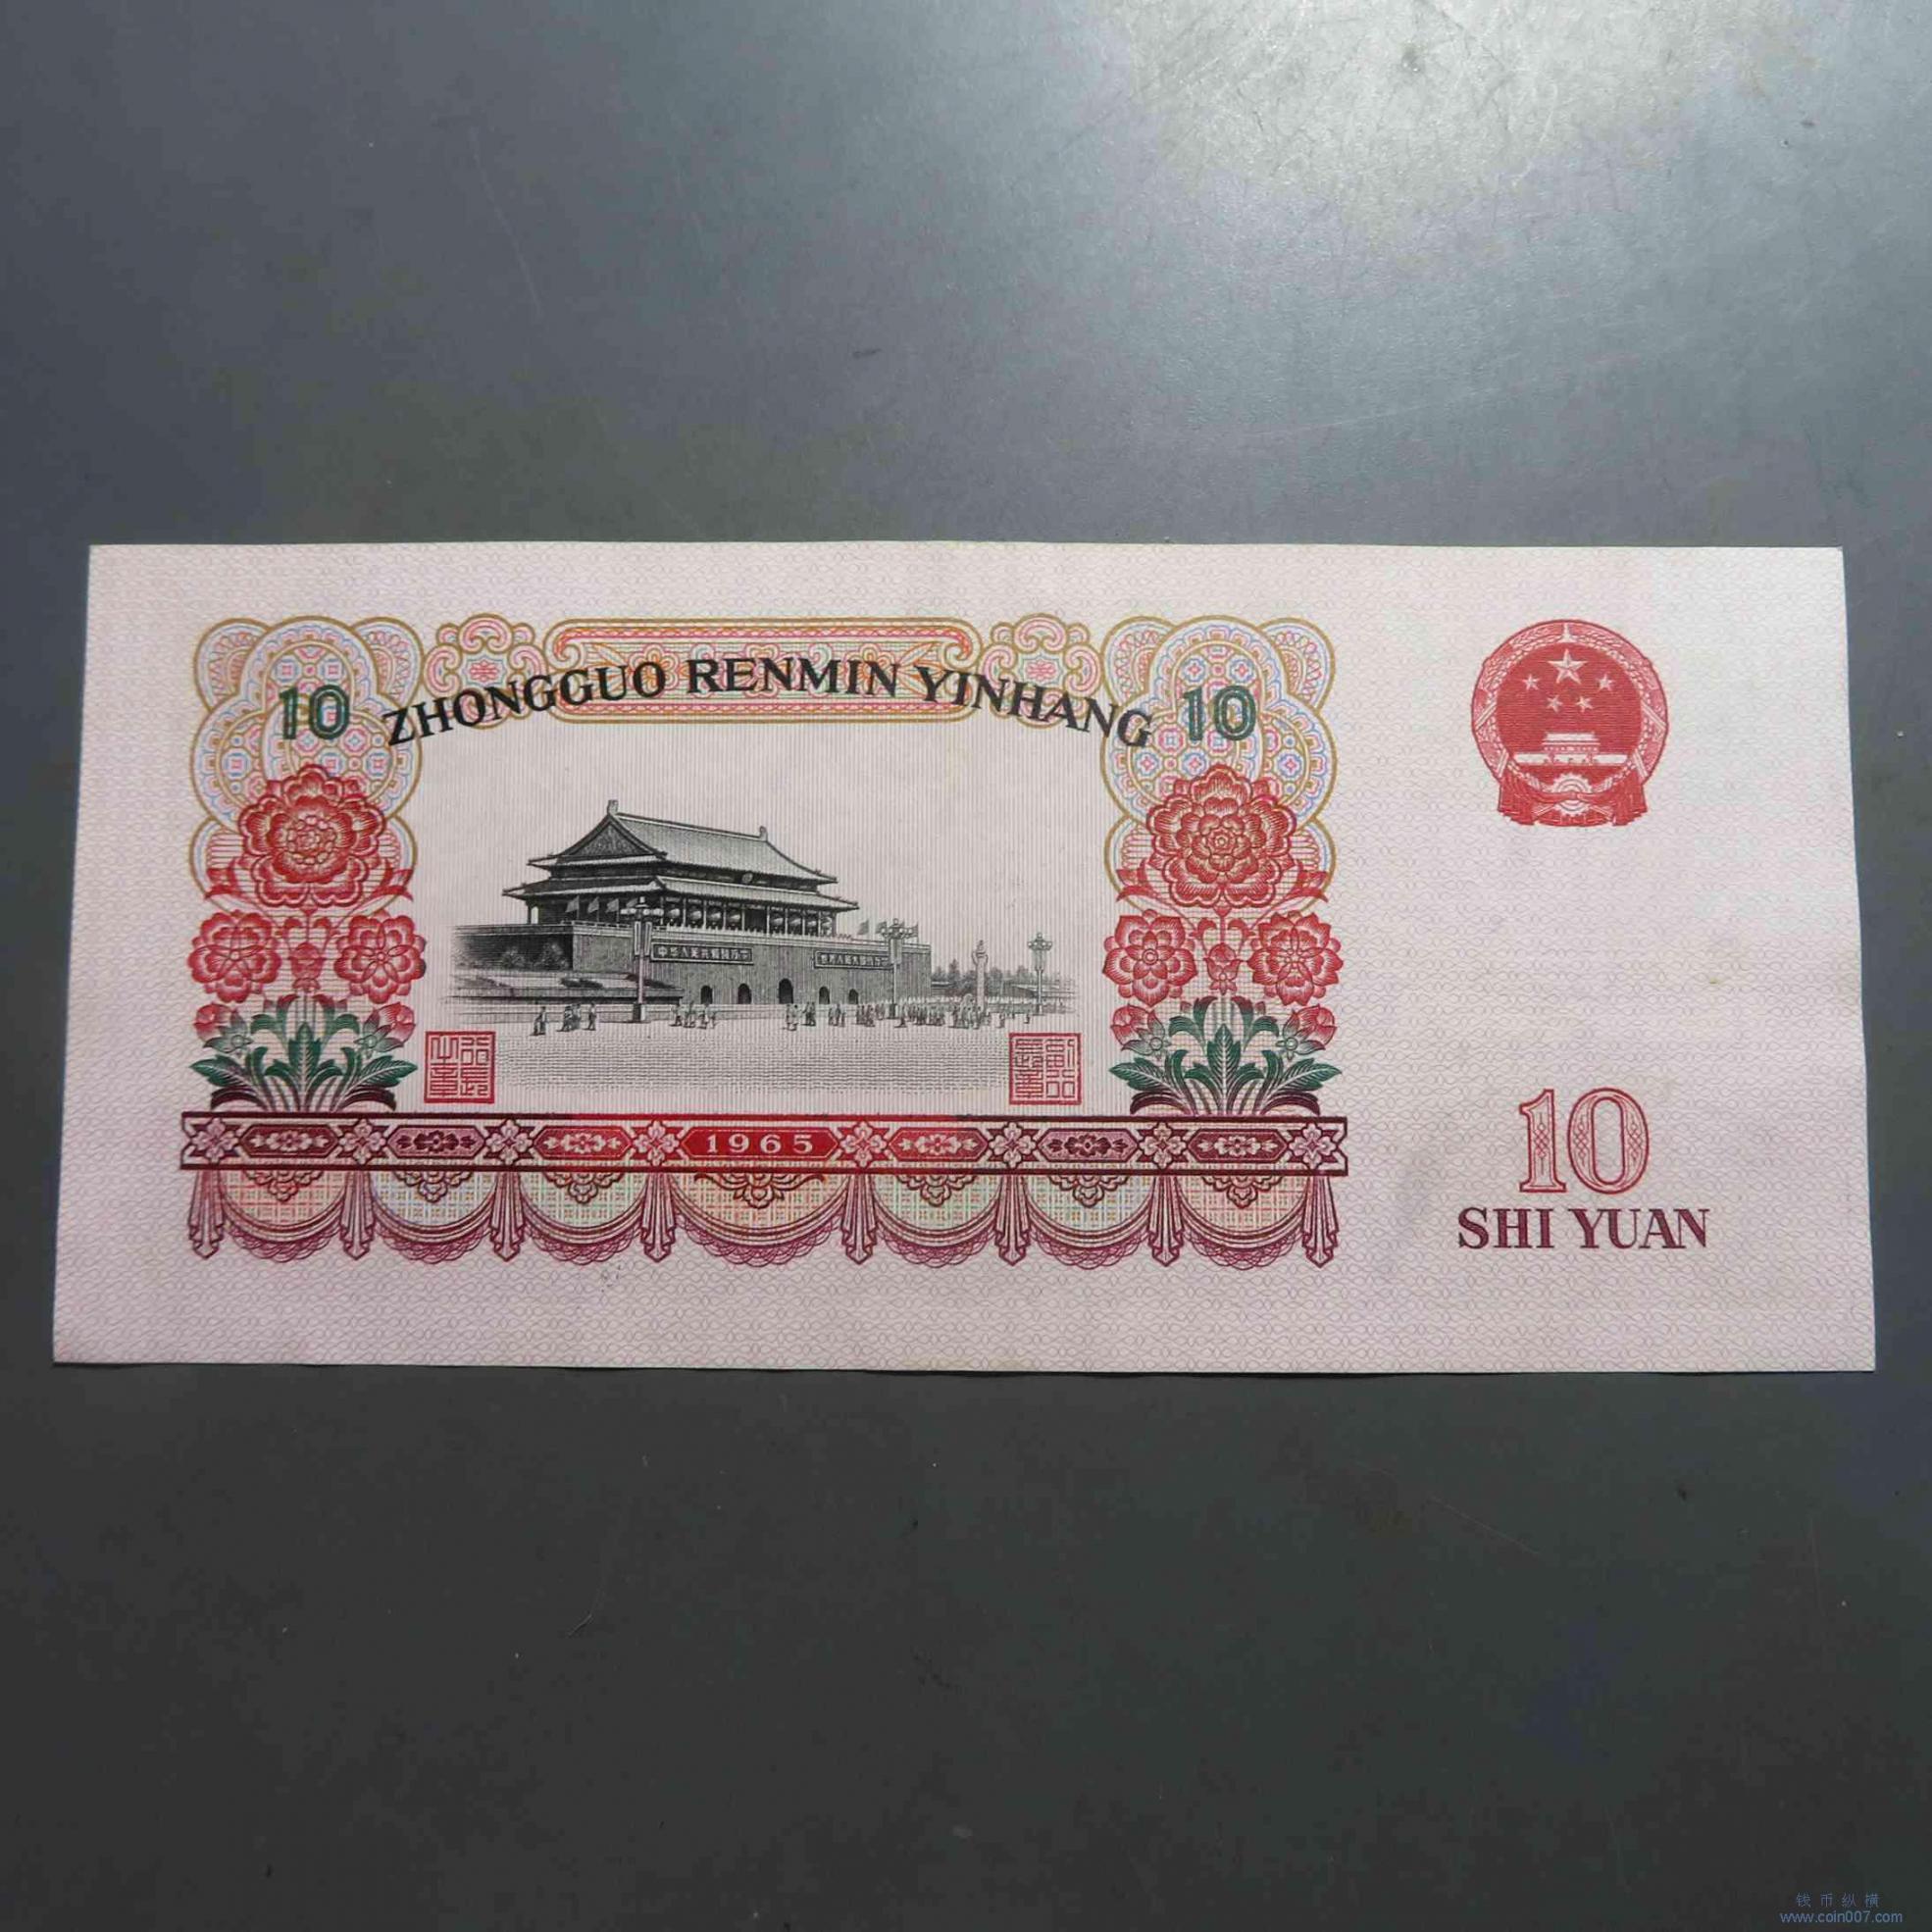 ZHONGGUO RENMIN YINHANG
10
10
1965
10
SHI YUAN
钱币纵横
www.coin007.com